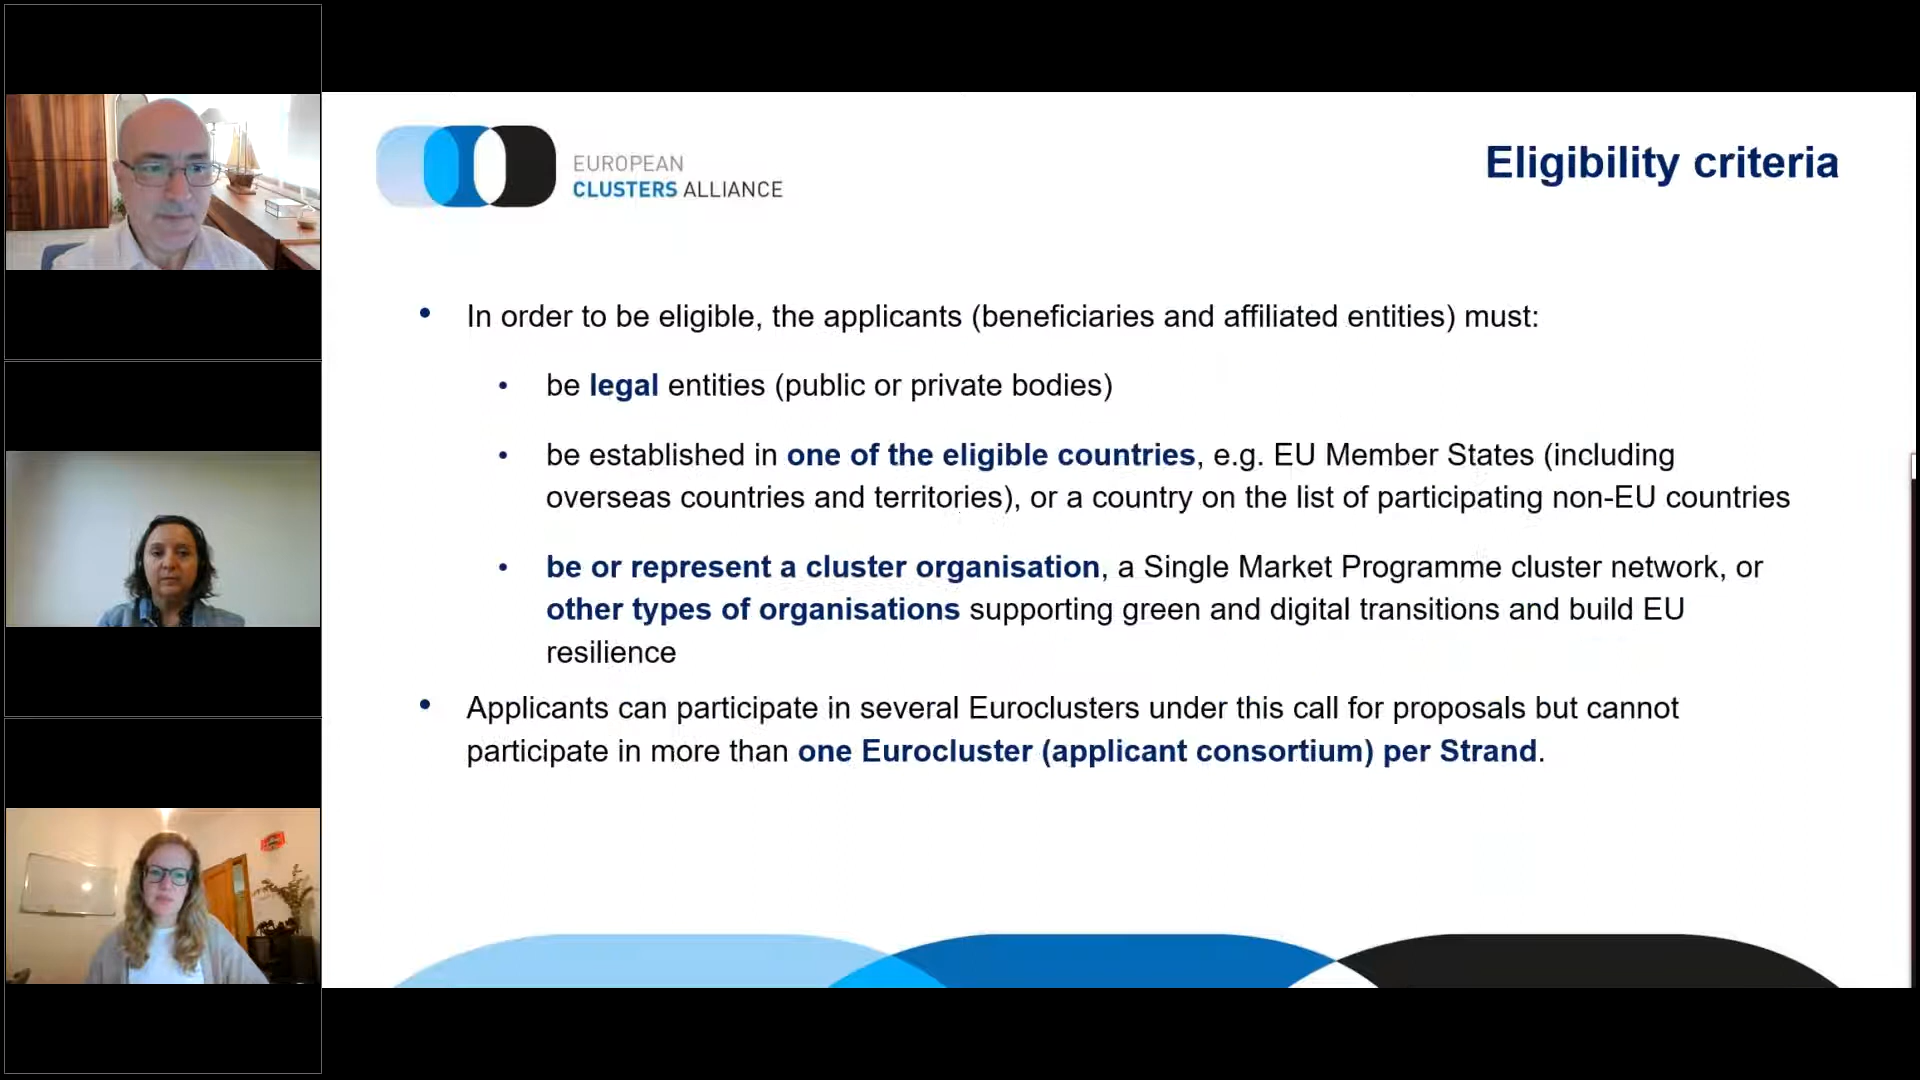 EUROPEAN
CLUSTERS ALLIANCE
Eligibility criteria
• In order to be eligible, the applicants (beneficiaries and affiliated entities) must:
• be legal entities (public or private bodies)
• be established in one of the eligible countries, e.g. EU Member States (including
overseas countries and territories), or a country on the list of participating non-EU countries
• be or represent a cluster organisation, a Single Market Programme cluster network, or
other types of organisations supporting green and digital transitions and build EU
resilience
• Applicants can participate in several Euroclusters under this call for proposals but cannot
participate in more than one Eurocluster (applicant consortium) per Strand.